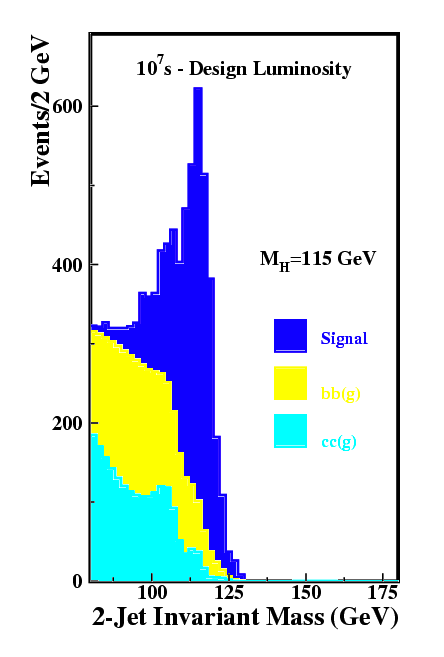 10⁷s - Design Luminosity
Events/2 GeV
600
400
200
0
M_H=115 GeV
Signal
bb(g)
cc(g)
100
125
150
175
2-Jet Invariant Mass (GeV)